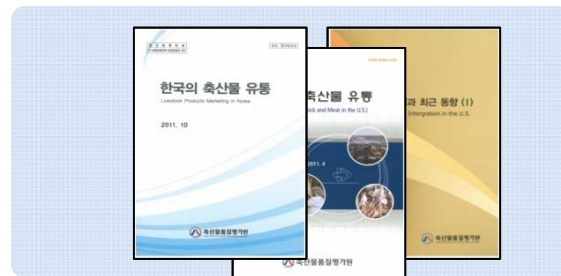 한국의 축산물 유통
Livestock Products Marketing in Korea
2011. 10
축산물품질평가원
축산물 유통
ck and Meat in the U.S.)
2011. 4
축산물품질평가원
과 최근 동향 (1)
Intergration in the U.S.
축산물품질평가원